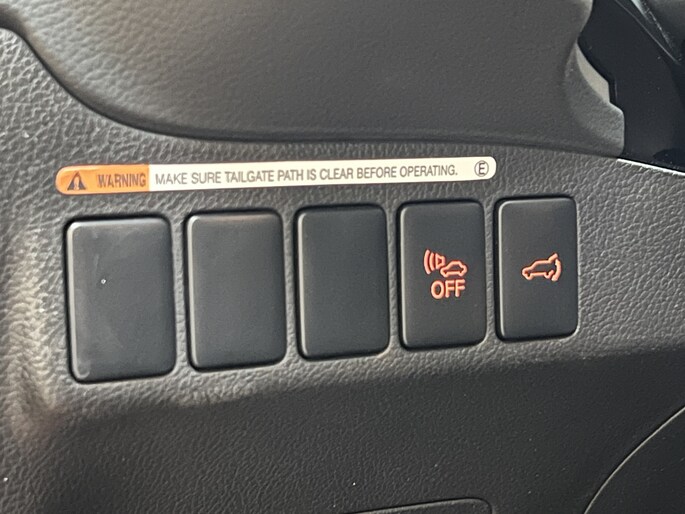 WARNING MAKE SURE TAILGATE PATH IS CLEAR BEFORE OPERATING. E
OFF